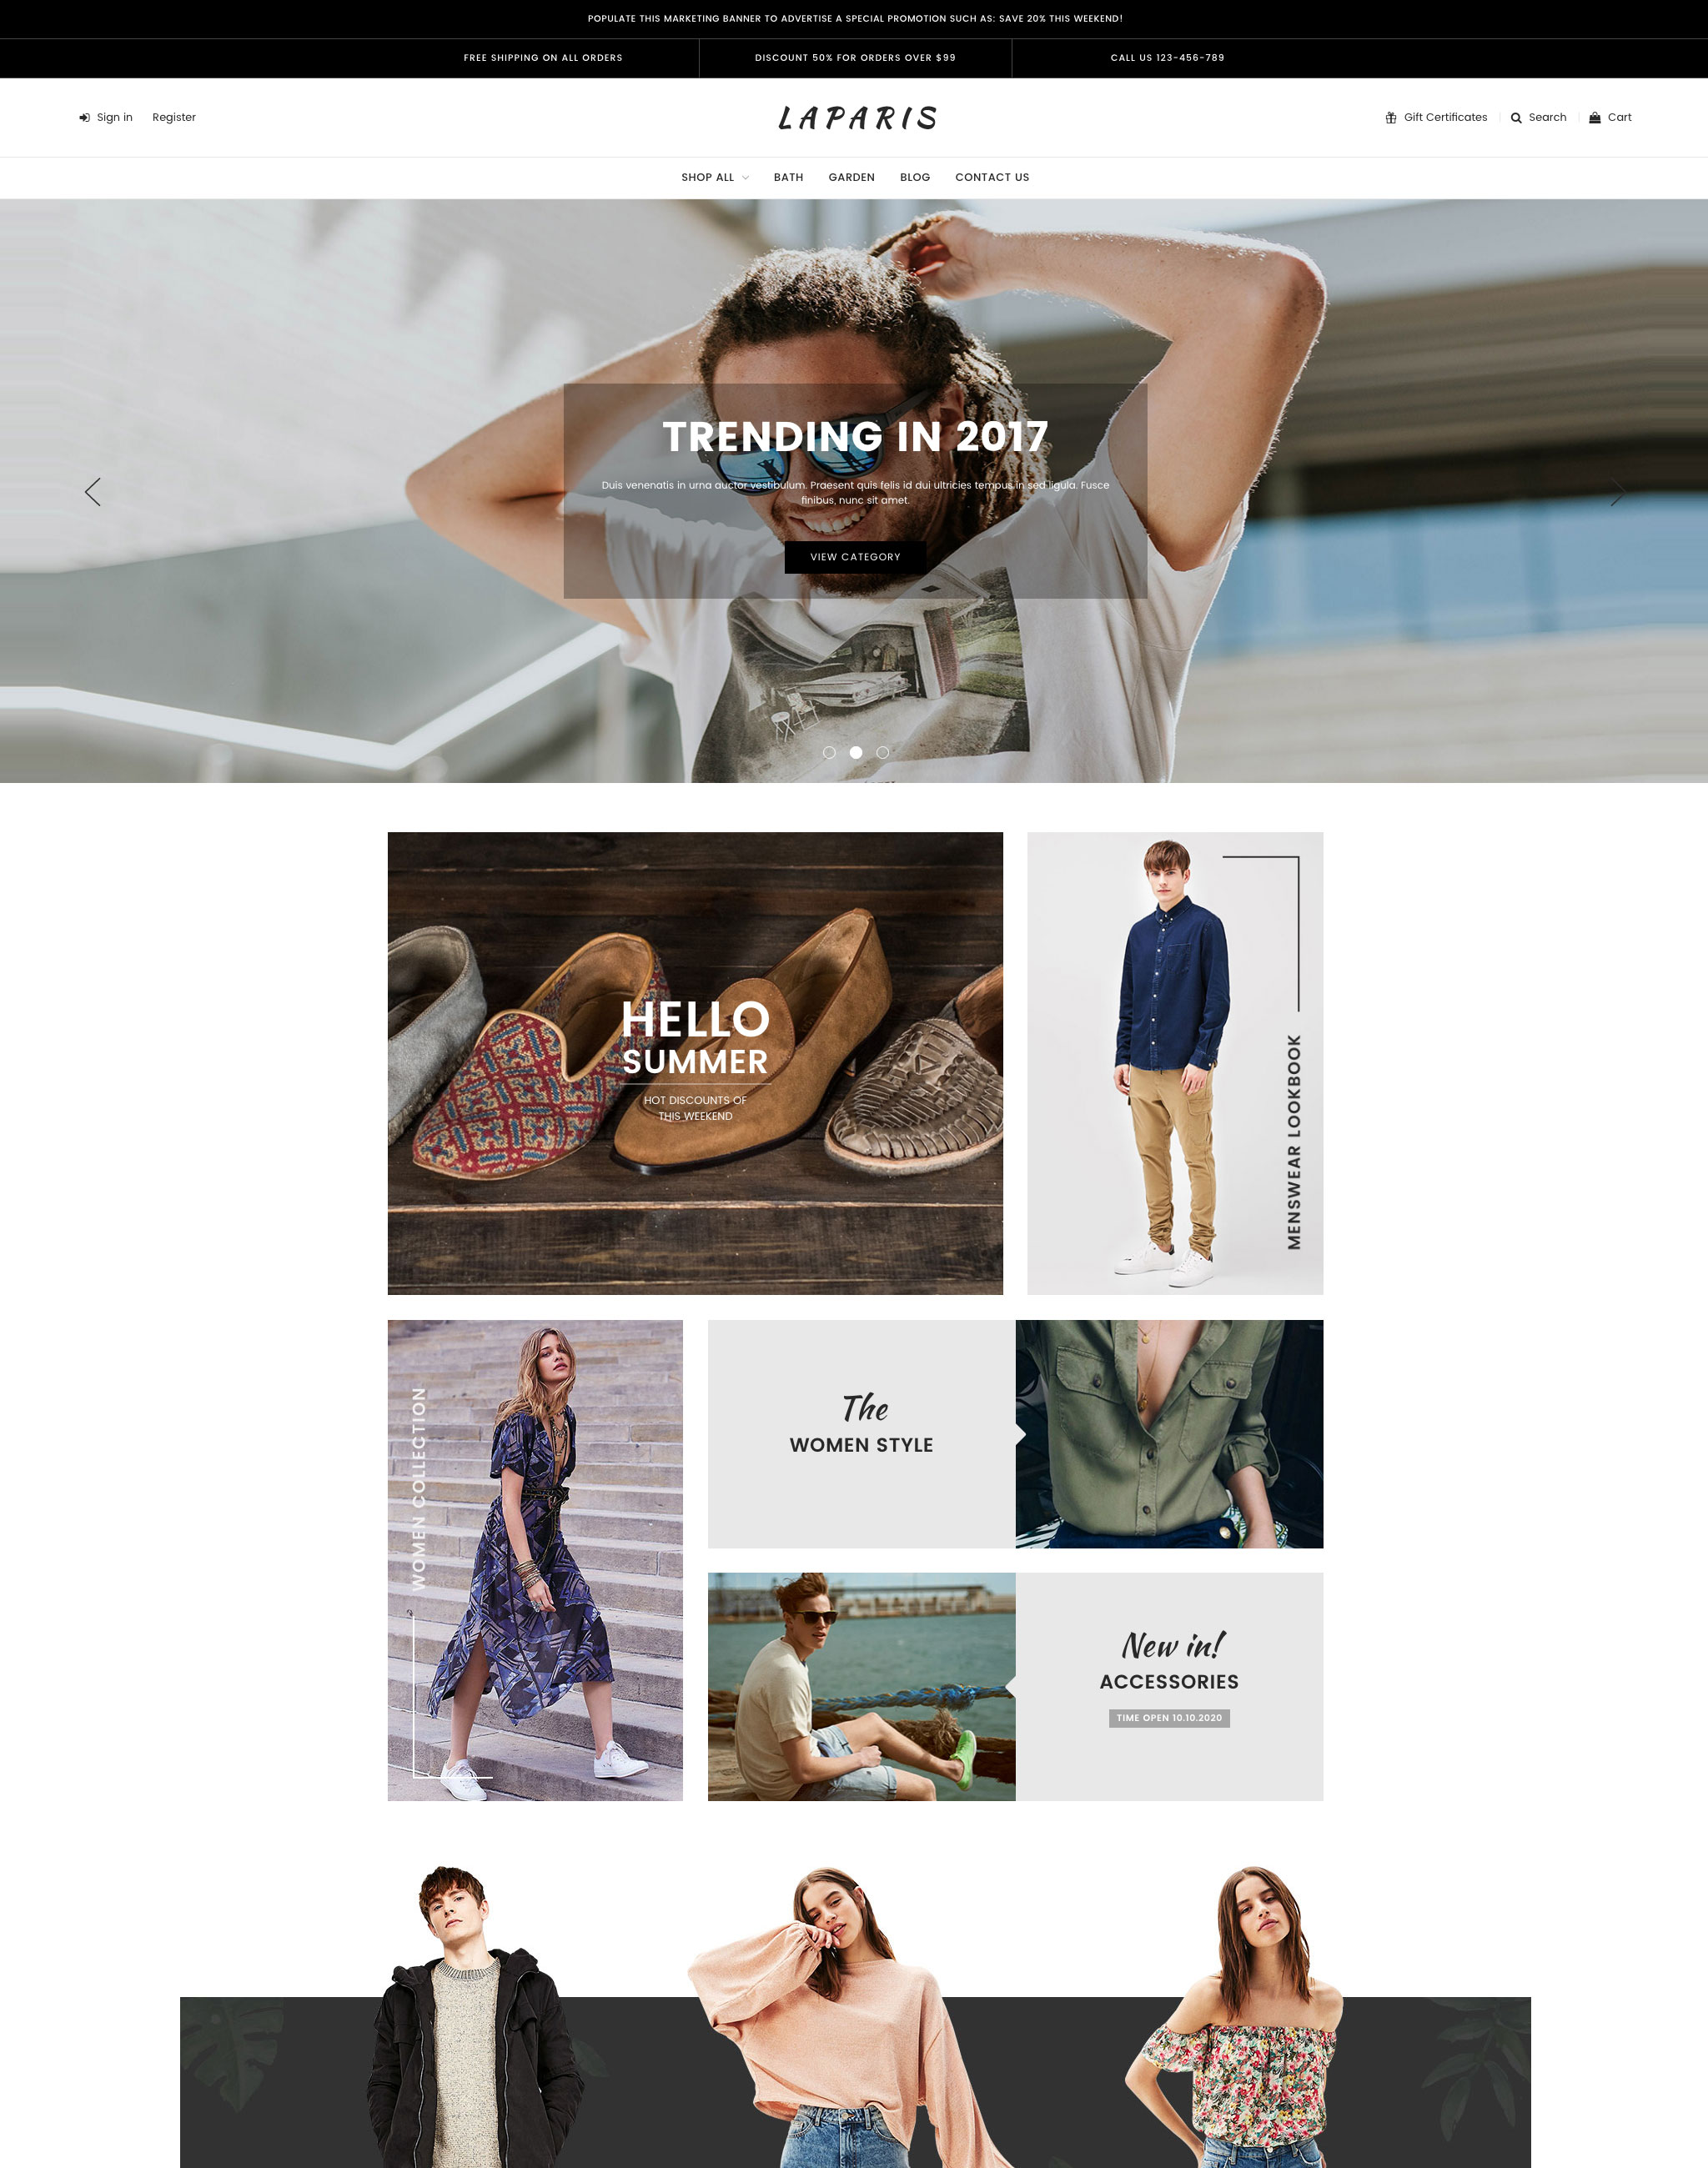 POPULATE THIS MARKETING BANNER TO ADVERTISE A SPECIAL PROMOTION SUCH AS: SAVE 20% THIS WEEKEND!
FREE SHIPPING ON ALL ORDERS
DISCOUNT 50% FOR ORDERS OVER $99
CALL US 123-456-789
Sign in
Register
LAPARIS
Gift Certificates
Search
Cart
SHOP ALL
BATH
GARDEN
BLOG
CONTACT US
TRENDING IN 2017
Duis venenatis in urna auctor vestibulum. Praesent quis felis id dui ultricies tempus in sed ligula. Fusce
finibus, nunc sit amet.
VIEW CATEGORY
HELLO
SUMMER
HOT DISCOUNTS OF
THIS WEEKEND
MENSWEAR LOOKBOOK
WOMEN COLLECTION
The
WOMEN STYLE
New in!
ACCESSORIES
TIME OPEN 10.10.2020